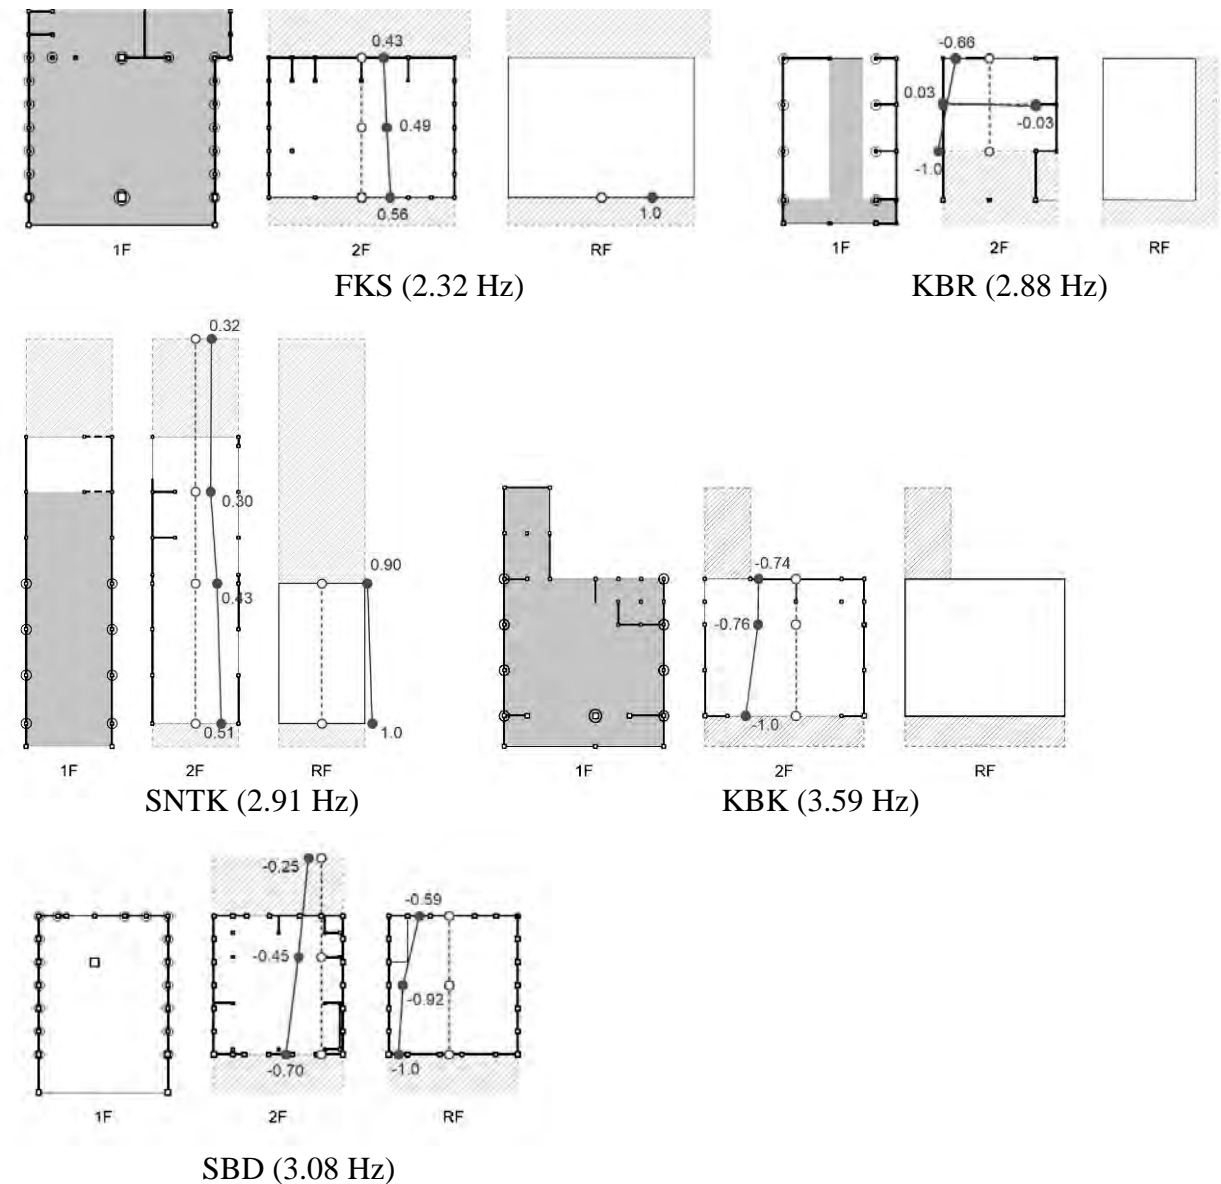 0.43
0.49
0.56
1.0
1F
2F
RF
FKS (2.32 Hz)
-0.66
0.03
-0.03
-1.0
1F
2F
RF
KBR (2.88 Hz)
0.32
0.30
0.43
0.51
0.90
1.0
1F
2F
RF
SNTK (2.91 Hz)
-0.74
-0.76
-1.0
1F
2F
RF
KBK (3.59 Hz)
-0.25
-0.45
-0.70
-0.59
-0.92
-1.0
1F
2F
RF
SBD (3.08 Hz)